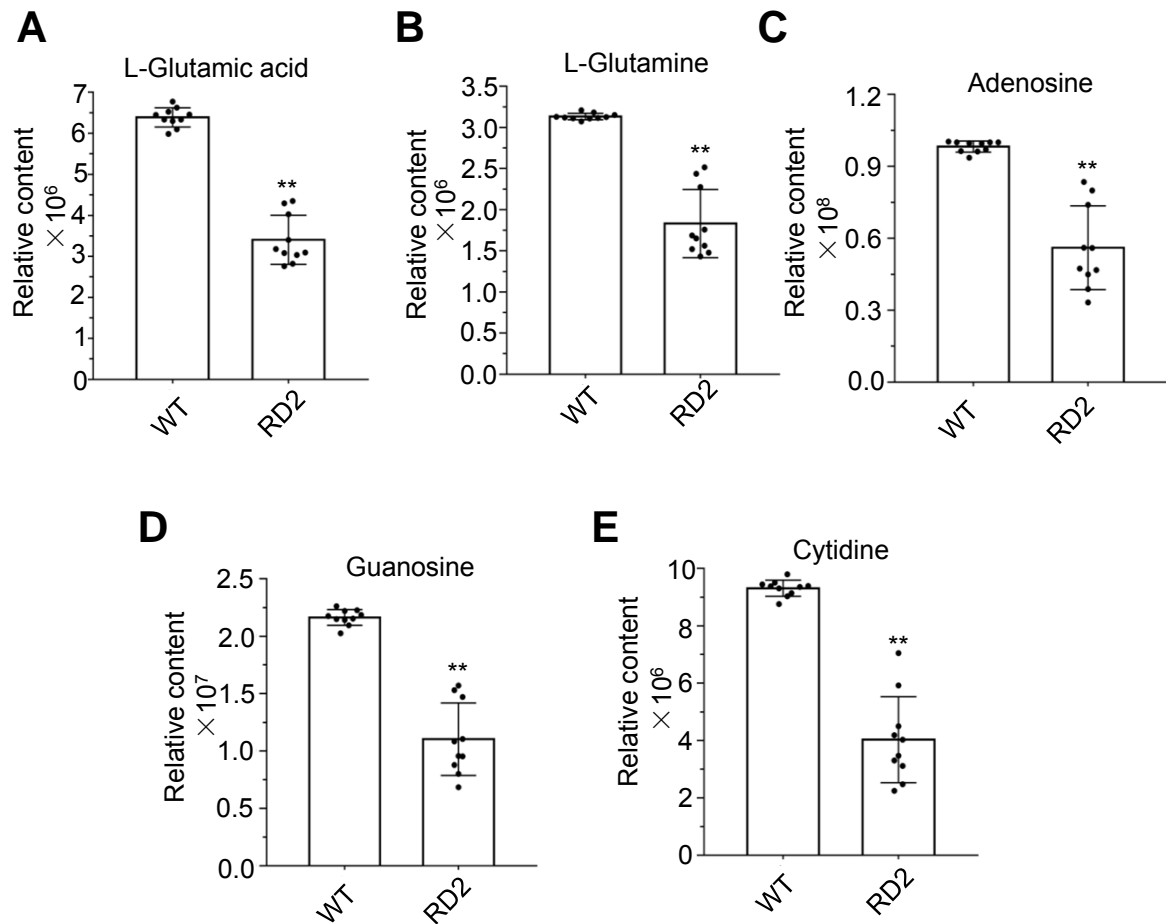 A
L-Glutamic acid
Relative content
×10⁶
7
6
5
4
3
2
1
0
**
WT
RD2
B
L-Glutamine
Relative content
×10⁶
3.5
3.0
2.5
2.0
1.5
1.0
0.5
0.0
**
WT
RD2
C
Adenosine
Relative content
×10⁸
1.2
0.9
0.6
0.3
0.0
**
WT
RD2
D
Guanosine
Relative content
×10⁷
2.5
2.0
1.5
1.0
0.5
0.0
**
WT
RD2
E
Cytidine
Relative content
×10⁶
10
8
6
4
2
0
**
WT
RD2